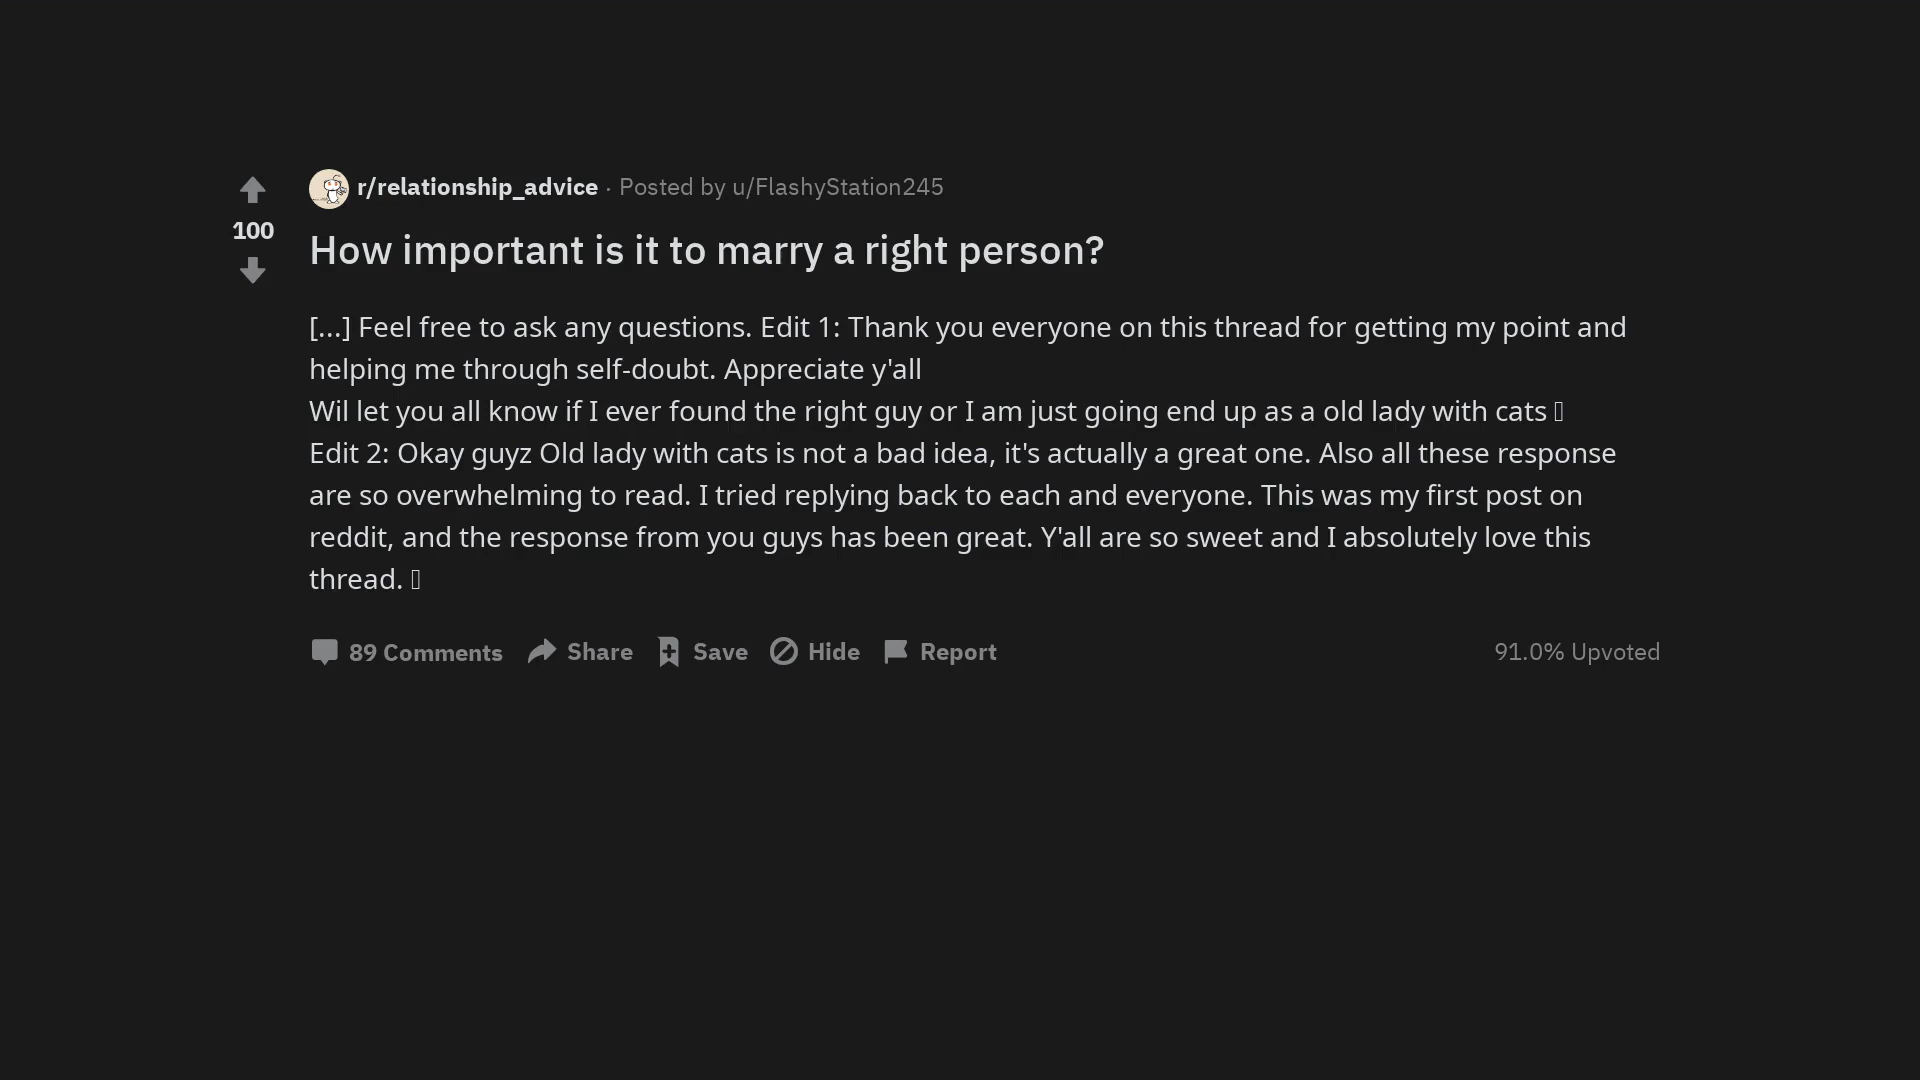 r/relationship_advice · Posted by u/FlashyStation245
100
How important is it to marry a right person?
[...] Feel free to ask any questions. Edit 1: Thank you everyone on this thread for getting my point and
helping me through self-doubt. Appreciate y'all
Wil let you all know if I ever found the right guy or I am just going end up as a old lady with cats ▯
Edit 2: Okay guyz Old lady with cats is not a bad idea, it's actually a great one. Also all these response
are so overwhelming to read. I tried replying back to each and everyone. This was my first post on
reddit, and the response from you guys has been great. Y'all are so sweet and I absolutely love this
thread. ▯
89 Comments Share Save Hide Report 91.0% Upvoted